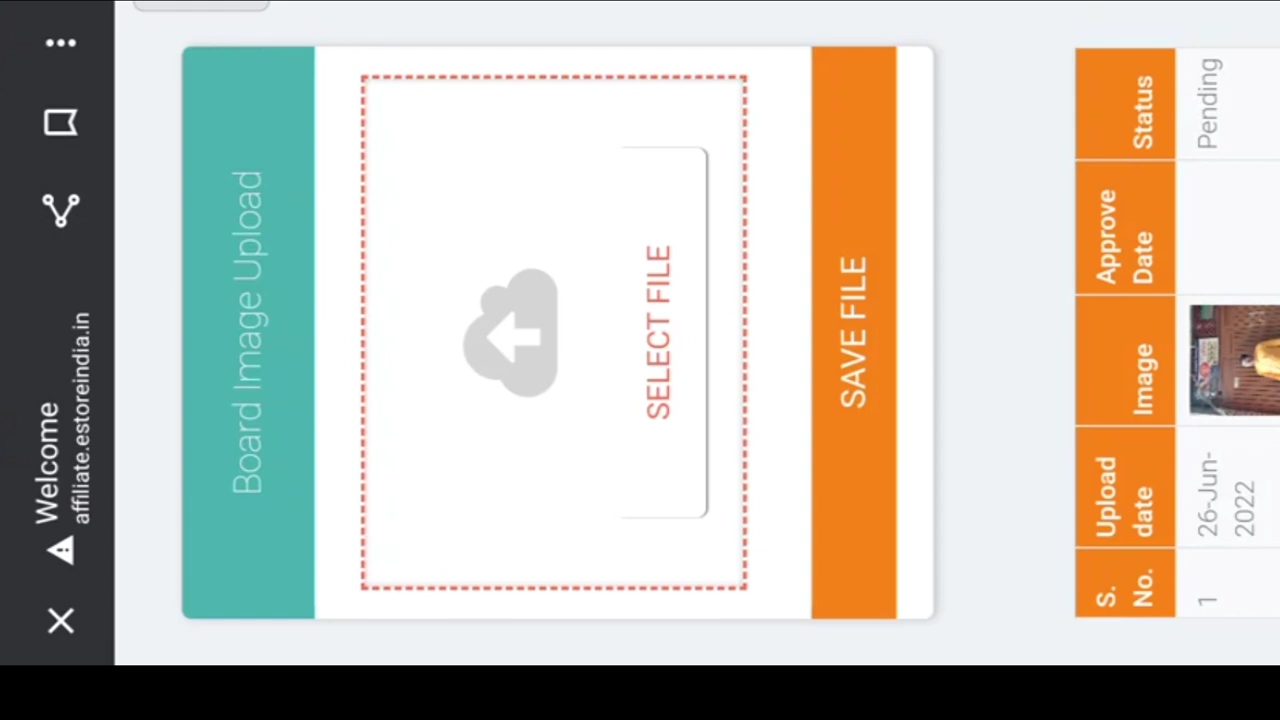 Welcome
affiliate.estoreindia.in
Board Image Upload
SELECT FILE
SAVE FILE
S.
No.
Upload
date
Image
Approve
Date
Status
1
26-Jun-
2022
Pending